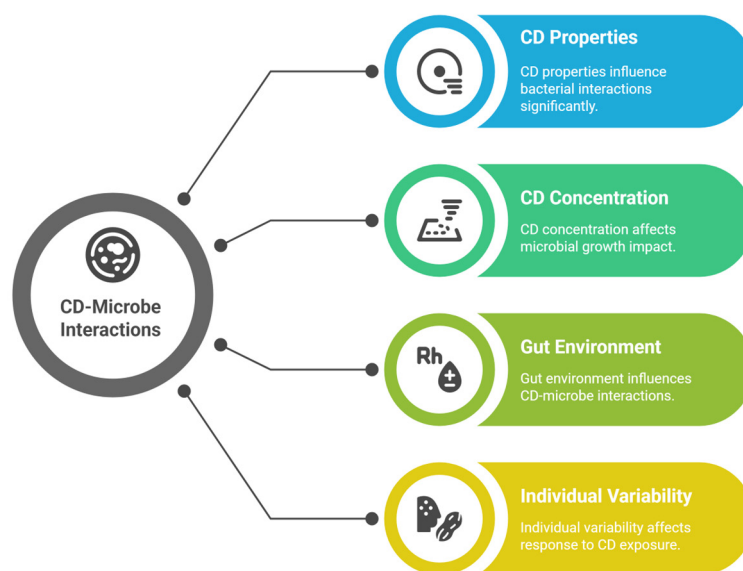 CD Properties
CD properties influence
bacterial interactions
significantly.
CD Concentration
CD concentration affects
microbial growth impact.
CD-Microbe
Interactions
Rh
Gut Environment
Gut environment influences
CD-microbe interactions.
Individual Variability
Individual variability affects
response to CD exposure.